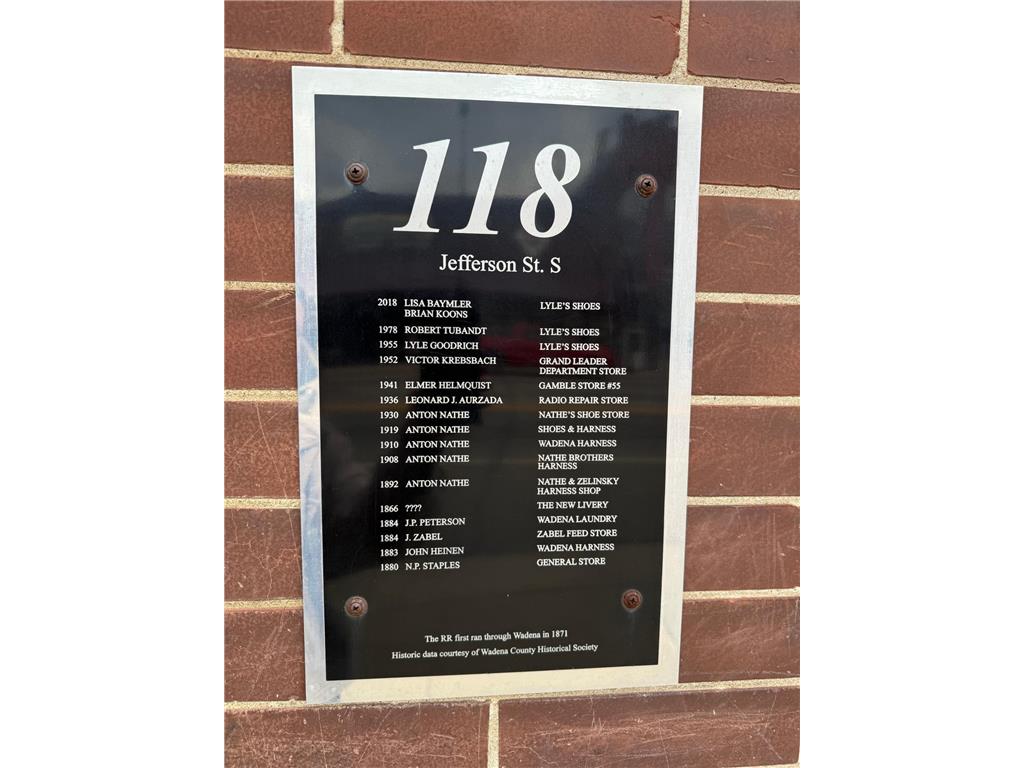 118
Jefferson St. S
2018 LISA BAYMLER LYLE'S SHOES
BRIAN KOONS
1978 ROBERT TUBANDT LYLE'S SHOES
1955 LYLE GOODRICH LYLE'S SHOES
1952 VICTOR KREBSBACH GRAND LEADER
DEPARTMENT STORE
1941 ELMER HELMQUIST GAMBLE STORE #55
1936 LEONARD J. AURZADA RADIO REPAIR STORE
1930 ANTON NATHE NATHE'S SHOE STORE
1919 ANTON NATHE SHOES & HARNESS
1910 ANTON NATHE WADENA HARNESS
1908 ANTON NATHE NATHE BROTHERS
HARNESS
1892 ANTON NATHE NATHE & ZELINSKY
HARNESS SHOP
1866 ???? THE NEW LIVERY
1884 J.P. PETERSON WADENA LAUNDRY
1884 J. ZABEL ZABEL FEED STORE
1883 JOHN HEINEN WADENA HARNESS
1880 N.P. STAPLES GENERAL STORE
The RR first ran through Wadena in 1871
Historic data courtesy of Wadena County Historical Society